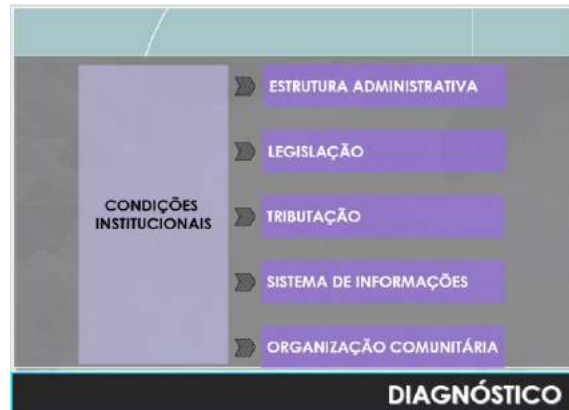 CONDIÇÕES
INSTITUCIONAIS
ESTRUTURA ADMINISTRATIVA
LEGISLAÇÃO
TRIBUTAÇÃO
SISTEMA DE INFORMAÇÕES
ORGANIZAÇÃO COMUNITÁRIA
DIAGNÓSTICO